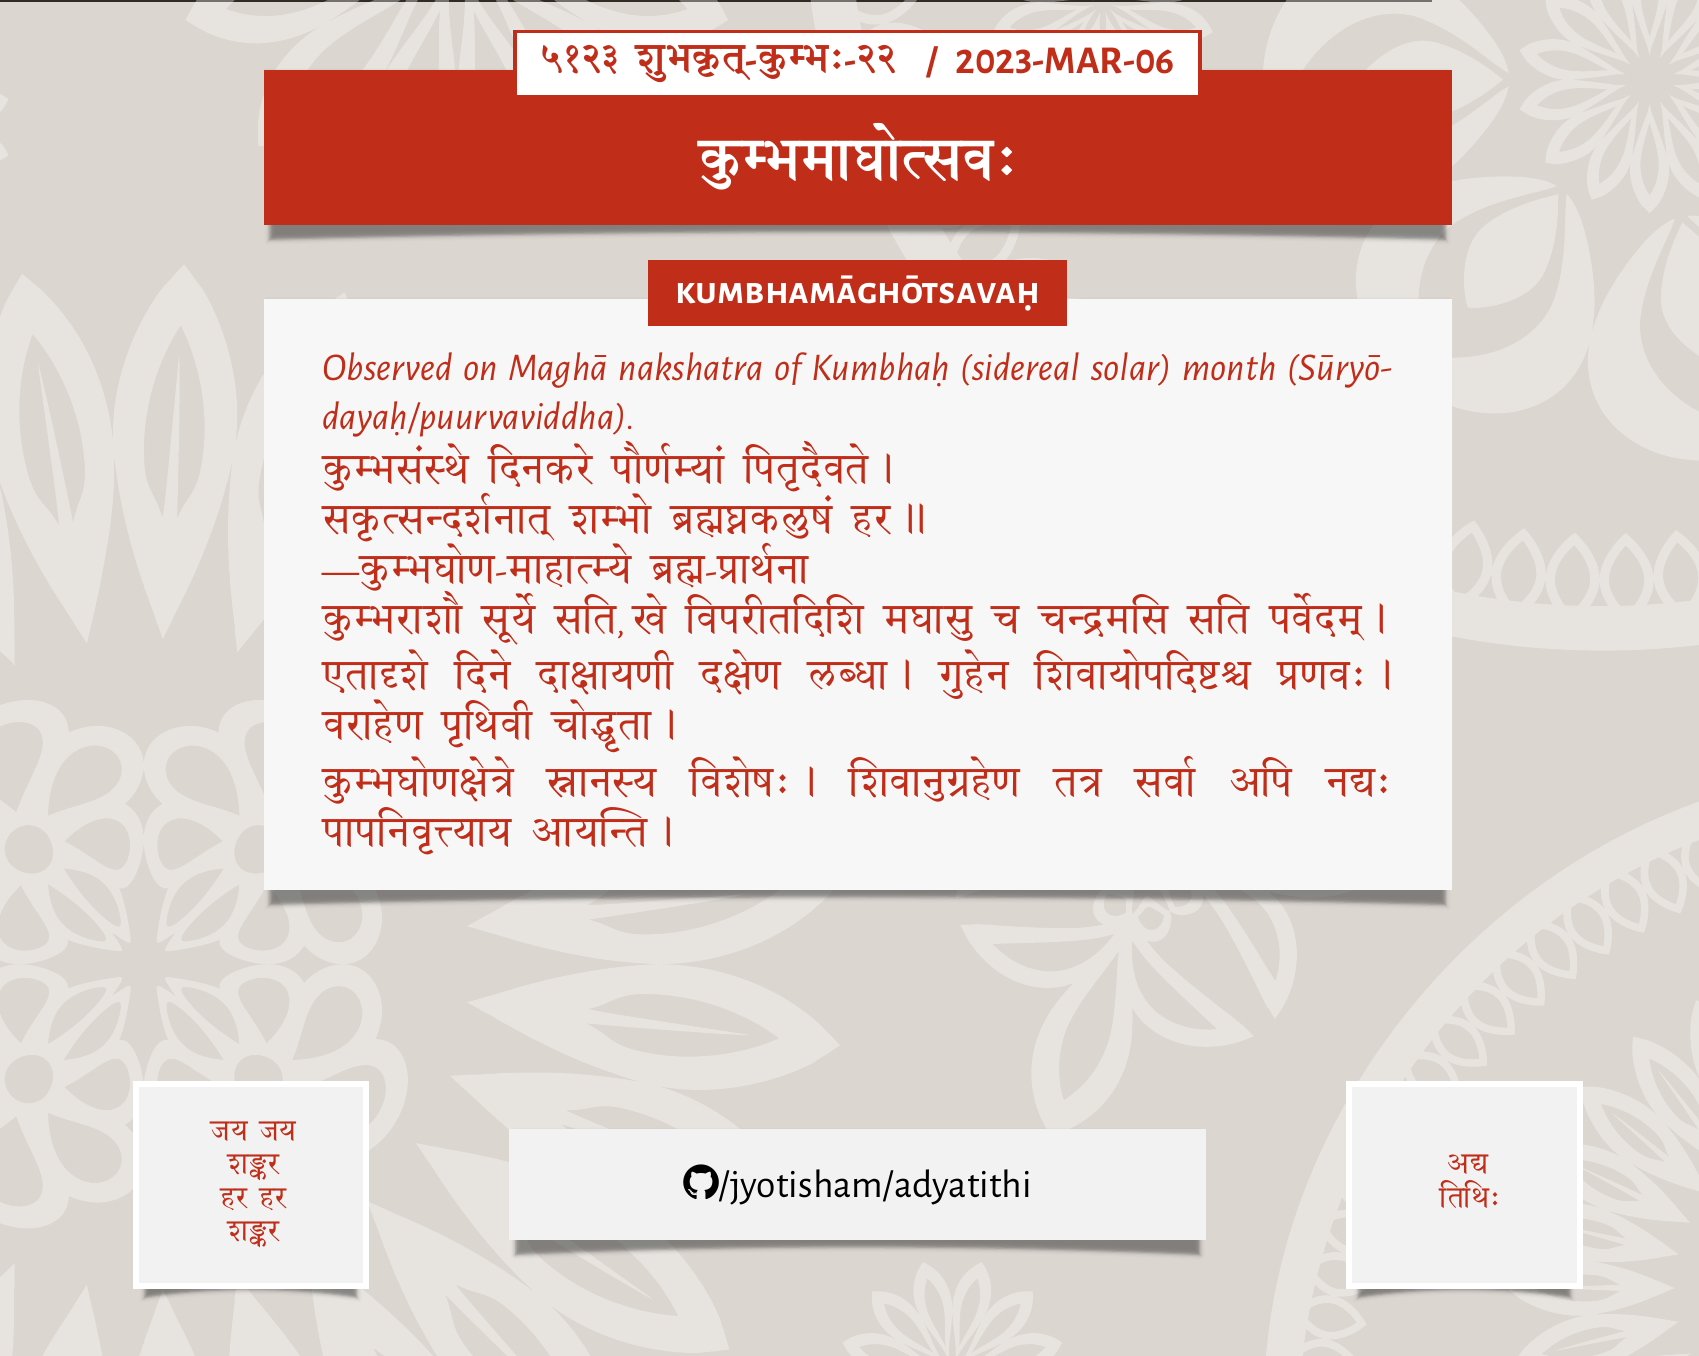 ५१२३ शुभकृत्-कुम्भः-२२ / 2023-MAR-06
कुम्भमाघोत्सवः
KUMBHAMĀGHŌTSAVAḤ
Observed on Maghā nakshatra of Kumbhaḥ (sidereal solar) month (Sūryō-
dayaḥ/puurvaviddha).
कुम्भसंस्थे दिनकरे पौर्णम्यां पितृदैवते।
सकृत्सन्दर्शनात् शम्भो ब्रह्मघ्नकलुषं हर॥
—कुम्भघोण-माहात्म्ये ब्रह्म-प्रार्थना
कुम्भराशौ सूर्ये सति, खे विपरीतदिशि मघासु च चन्द्रमसि सति पर्वेदम्।
एतादृशे दिने दाक्षायणी दक्षेण लब्धा। गुहेन शिवायोपदिष्टश्च प्रणवः।
वराहेण पृथिवी चोद्धृता।
कुम्भघोणक्षेत्रे स्नानस्य विशेषः। शिवानुग्रहेण तत्र सर्वा अपि नद्यः
पापनिवृत्त्याय आयन्ति।
जय जय
शङ्कर
हर हर
शङ्कर
/jyotisham/adyatithi
अद्य
तिथिः